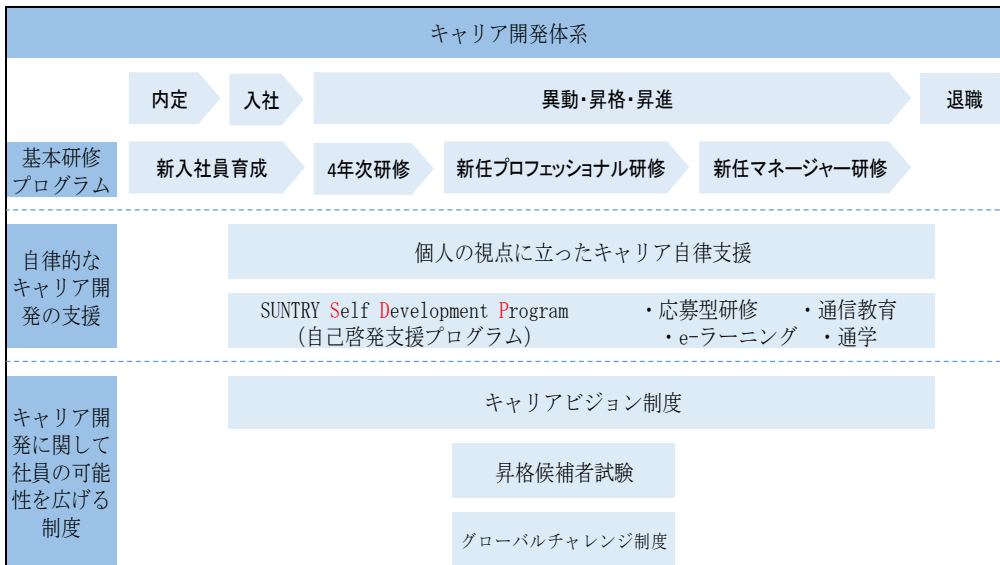 キャリア開発体系
内定
入社
異動・昇格・昇進
退職
基本研修
プログラム
新入社員育成
4年次研修
新任プロフェッショナル研修
新任マネージャー研修
自律的な
キャリア開
発の支援
個人の視点に立ったキャリア自律支援
SUNTRY Self Development Program ・応募型研修 ・通信教育
(自己啓発支援プログラム) ・e-ラーニング ・通学
キャリア開
発に関して
社員の可能
性を広げる
制度
キャリアビジョン制度
昇格候補者試験
グローバルチャレンジ制度